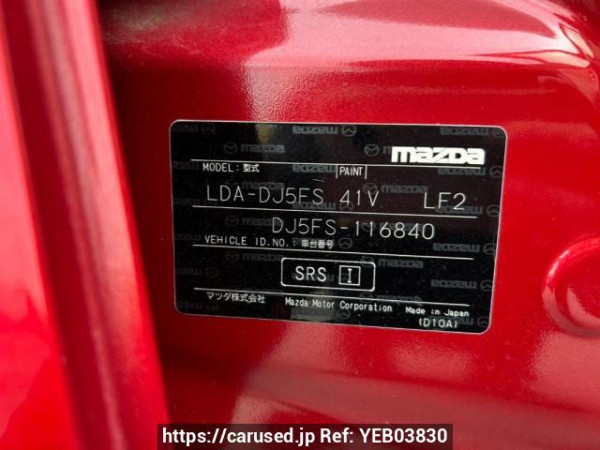 mazda
MODEL: 型式 PAINT
LDA-DJ5FS 41V LF2
DJ5FS-116840
VEHICLE ID.NO. 車台番号
SRS I
マツダ株式会社 Mazda Motor Corporation Made in Japan
(D10A)
https://carused.jp Ref: YEB03830